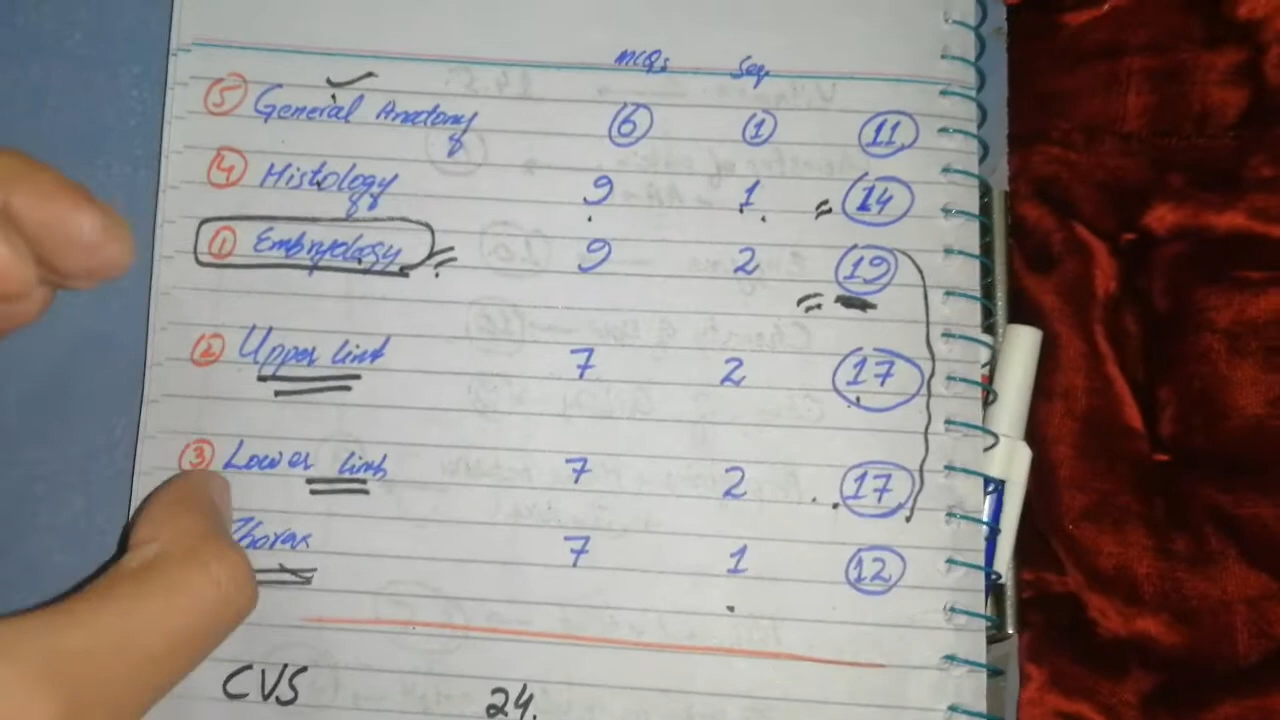 MCQs Seq
⑤ General Anatomy ⑥ ① ⑪
④ Histology 9 1 = ⑭
① Embryology 9 2 ⑲
② Upper limb 7 2 ⑰
③ Lower limb 7 2 ⑰
Thorax 7 1 ⑫
CVS 24.